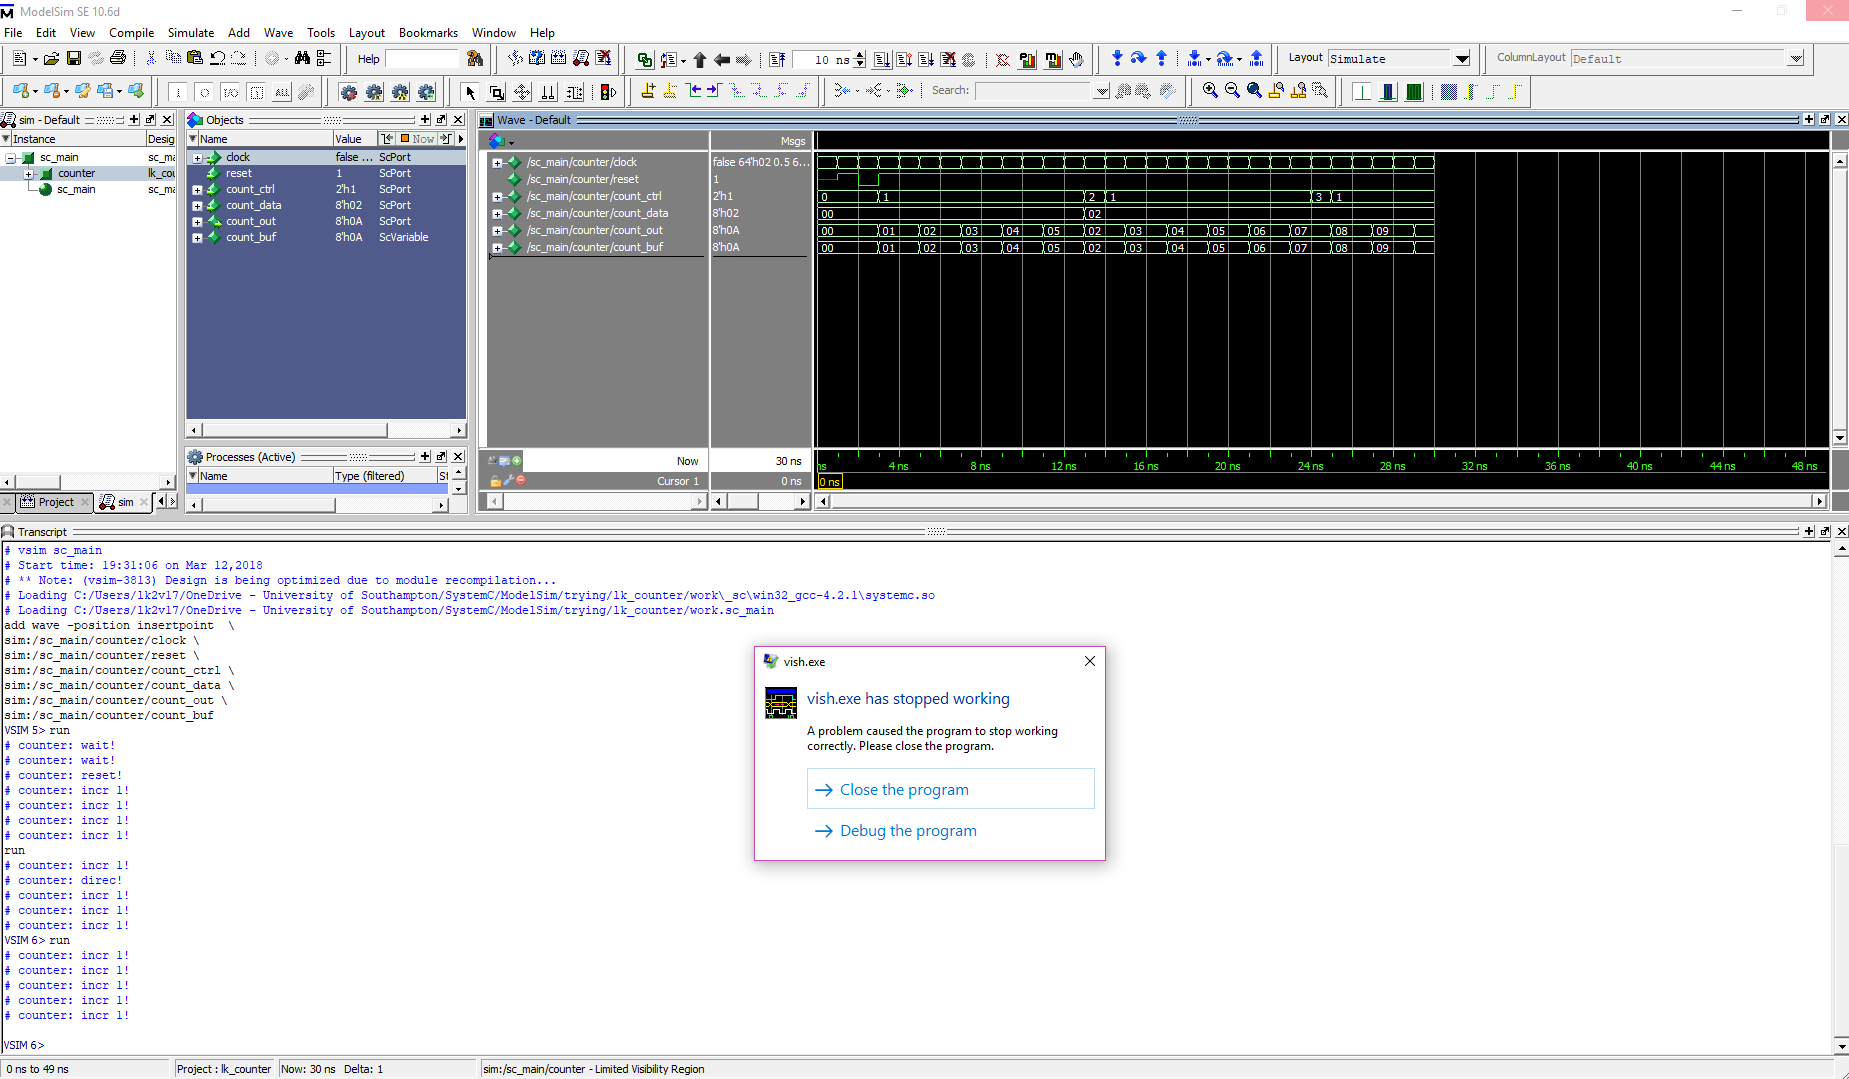 ModelSim SE 10.6d
File Edit View Compile Simulate Add Wave Tools Layout Bookmarks Window Help
Help
10 ns
Layout Simulate
ColumnLayout Default
Search:
sim - Default
Instance Desig
sc_main sc_ma
counter lk_cou
sc_main sc_ma
Project
sim
Objects
Name Value Now
clock false ... ScPort
reset 1 ScPort
count_ctrl 2'h1 ScPort
count_data 8'h02 ScPort
count_out 8'h0A ScPort
count_buf 8'h0A ScVariable
Processes (Active)
Name Type (filtered) St
Wave - Default
Msgs
/sc_main/counter/clock false 64'h02 0.5 6...
/sc_main/counter/reset 1
/sc_main/counter/count_ctrl 2'h1 0 1 2 1 3 1
/sc_main/counter/count_data 8'h02 00 02
/sc_main/counter/count_out 8'h0A 00 01 02 03 04 05 02 03 04 05 06 07 08 09
/sc_main/counter/count_buf 8'h0A 00 01 02 03 04 05 02 03 04 05 06 07 08 09
Now 30 ns ns 4 ns 8 ns 12 ns 16 ns 20 ns 24 ns 28 ns 32 ns 36 ns 40 ns 44 ns 48 ns
Cursor 1 0 ns 0 ns
Transcript
# vsim sc_main
# Start time: 19:31:06 on Mar 12,2018
# ** Note: (vsim-3813) Design is being optimized due to module recompilation...
# Loading C:/Users/lk2v17/OneDrive - University of Southampton/SystemC/ModelSim/trying/lk_counter/work\_sc\win32_gcc-4.2.1\systemc.so
# Loading C:/Users/lk2v17/OneDrive - University of Southampton/SystemC/ModelSim/trying/lk_counter/work.sc_main
add wave -position insertpoint \
sim:/sc_main/counter/clock \
sim:/sc_main/counter/reset \
sim:/sc_main/counter/count_ctrl \
sim:/sc_main/counter/count_data \
sim:/sc_main/counter/count_out \
sim:/sc_main/counter/count_buf
VSIM 5> run
# counter: wait!
# counter: wait!
# counter: reset!
# counter: incr 1!
# counter: incr 1!
# counter: incr 1!
# counter: incr 1!
run
# counter: incr 1!
# counter: direc!
# counter: incr 1!
# counter: incr 1!
# counter: incr 1!
VSIM 6> run
# counter: incr 1!
# counter: incr 1!
# counter: incr 1!
# counter: incr 1!
# counter: incr 1!
VSIM 6>
vish.exe
vish.exe has stopped working
A problem caused the program to stop working
correctly. Please close the program.
Close the program
Debug the program
0 ns to 49 ns Project : lk_counter Now: 30 ns Delta: 1 sim:/sc_main/counter - Limited Visibility Region